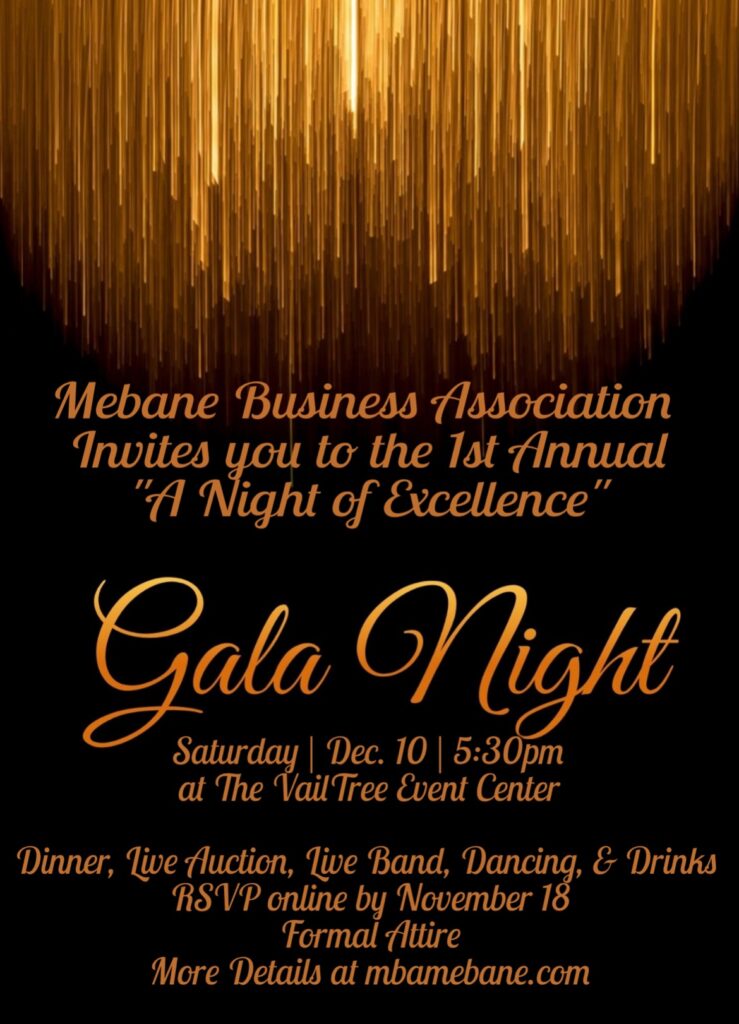 Mebane Business Association
Invites you to the 1st Annual
"A Night of Excellence"
Gala Night
Saturday | Dec. 10 | 5:30pm
at The VailTree Event Center
Dinner, Live Auction, Live Band, Dancing, & Drinks
RSVP online by November 18
Formal Attire
More Details at mbamebane.com